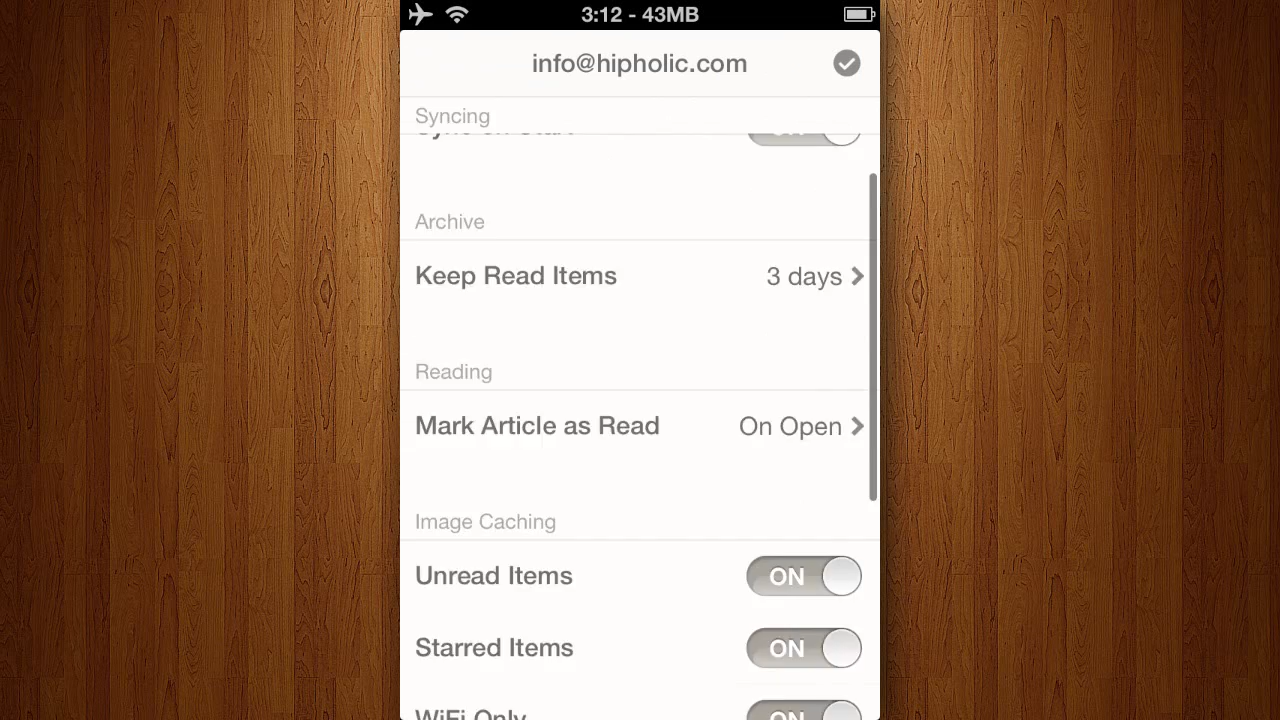 3:12 - 43MB
info@hipholic.com
Syncing
Sync on Start
Archive
Keep Read Items 3 days
Reading
Mark Article as Read On Open
Image Caching
Unread Items ON
Starred Items ON
WiFi Only ON